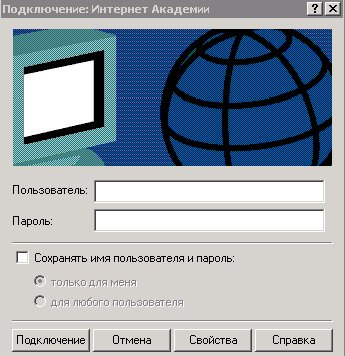 Подключение: Интернет Академии
Пользователь:
Пароль:
Сохранять имя пользователя и пароль:
только для меня
для любого пользователя
Подключение Отмена Свойства Справка